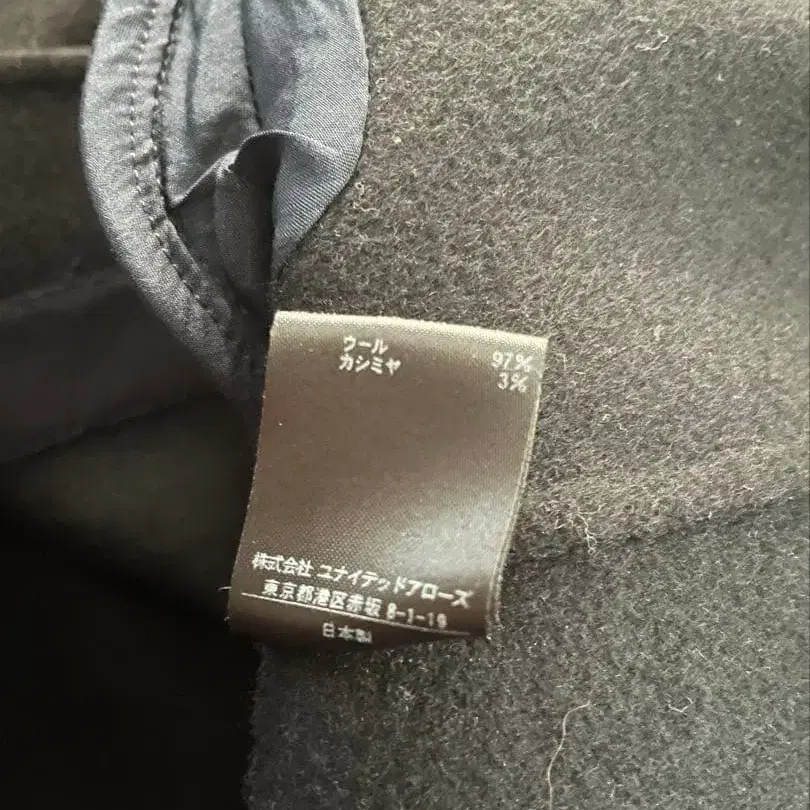 ウール 97%
カシミヤ 3%
株式会社 ユナイテッドアローズ
東京都港区赤坂 8-1-19
日本製